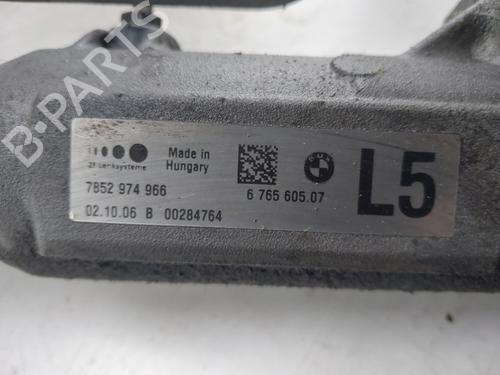 B-PARTS
ZF Lenksysteme
Made in
Hungary
7852 974 966
6 765 605.07
02.10.06 B 00284764
L5